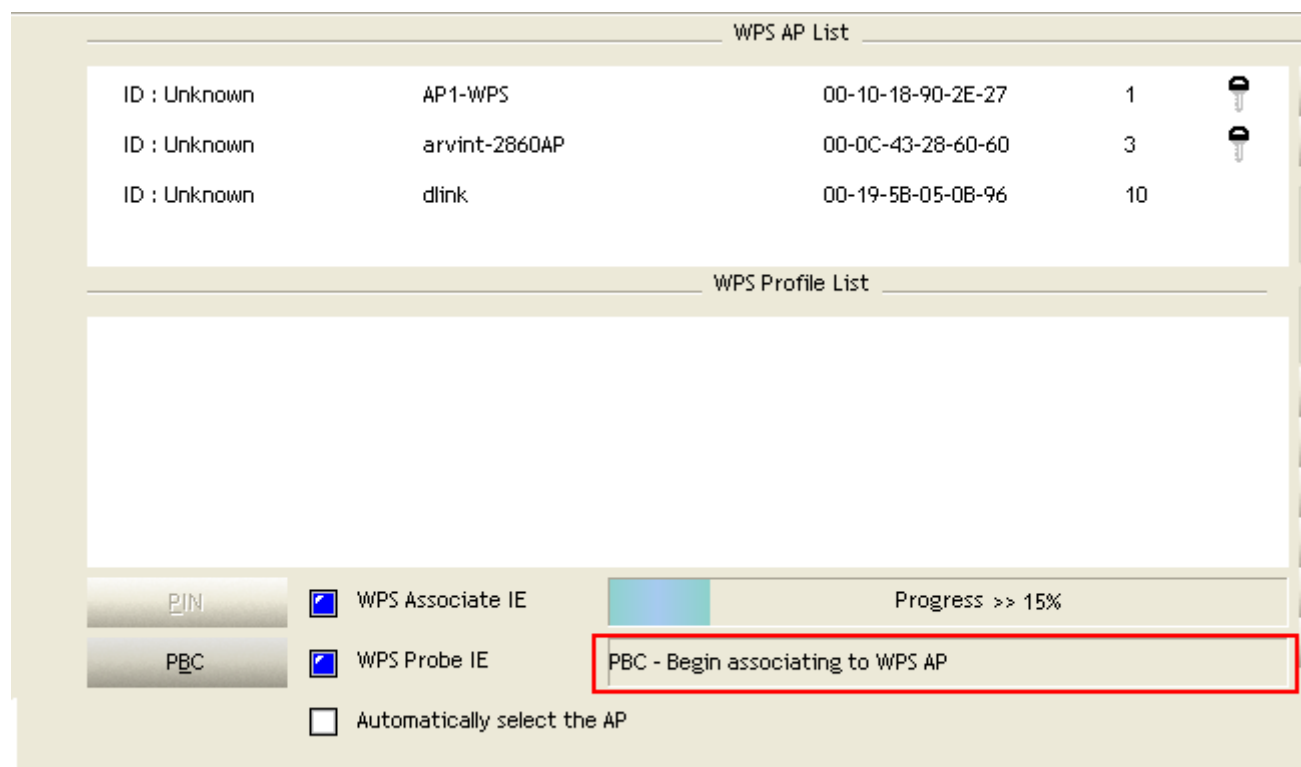 WPS AP List
ID : Unknown AP1-WPS 00-10-18-90-2E-27 1
ID : Unknown arvint-2860AP 00-0C-43-28-60-60 3
ID : Unknown dlink 00-19-5B-05-0B-96 10
WPS Profile List
PIN WPS Associate IE Progress >> 15%
PBC WPS Probe IE PBC - Begin associating to WPS AP
Automatically select the AP